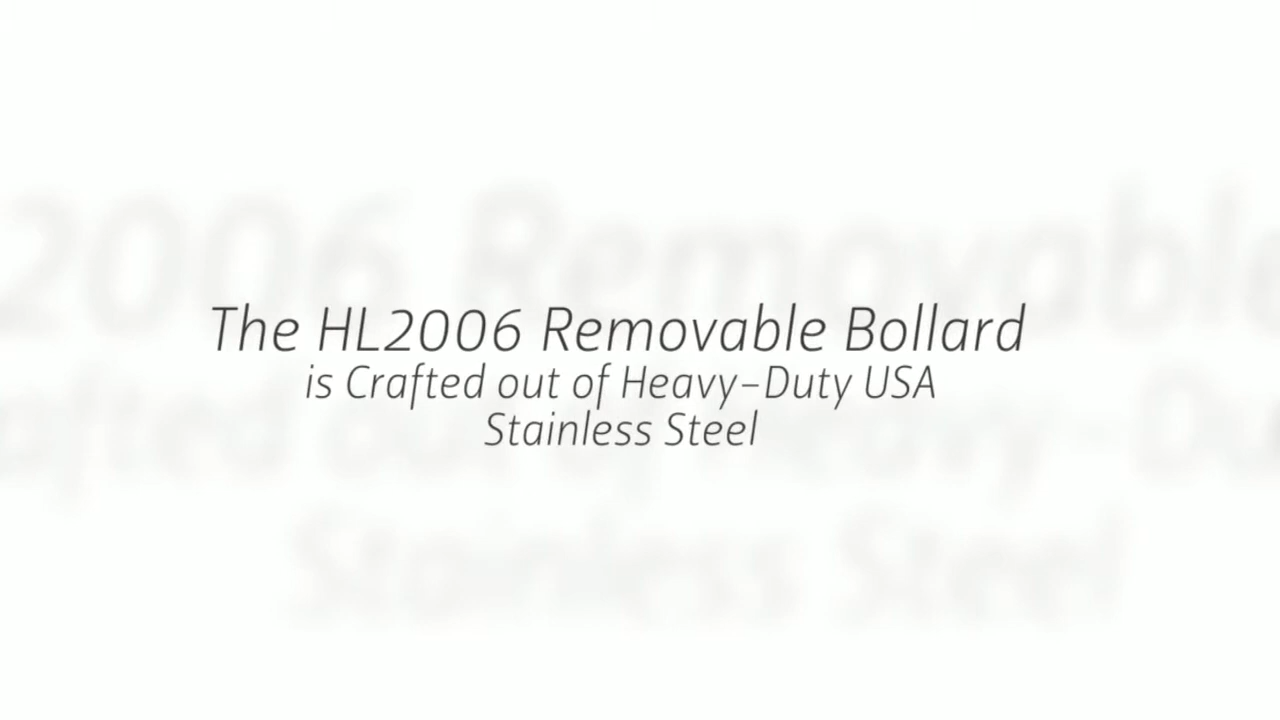 The HL2006 Removable Bollard
is Crafted out of Heavy-Duty USA
Stainless Steel